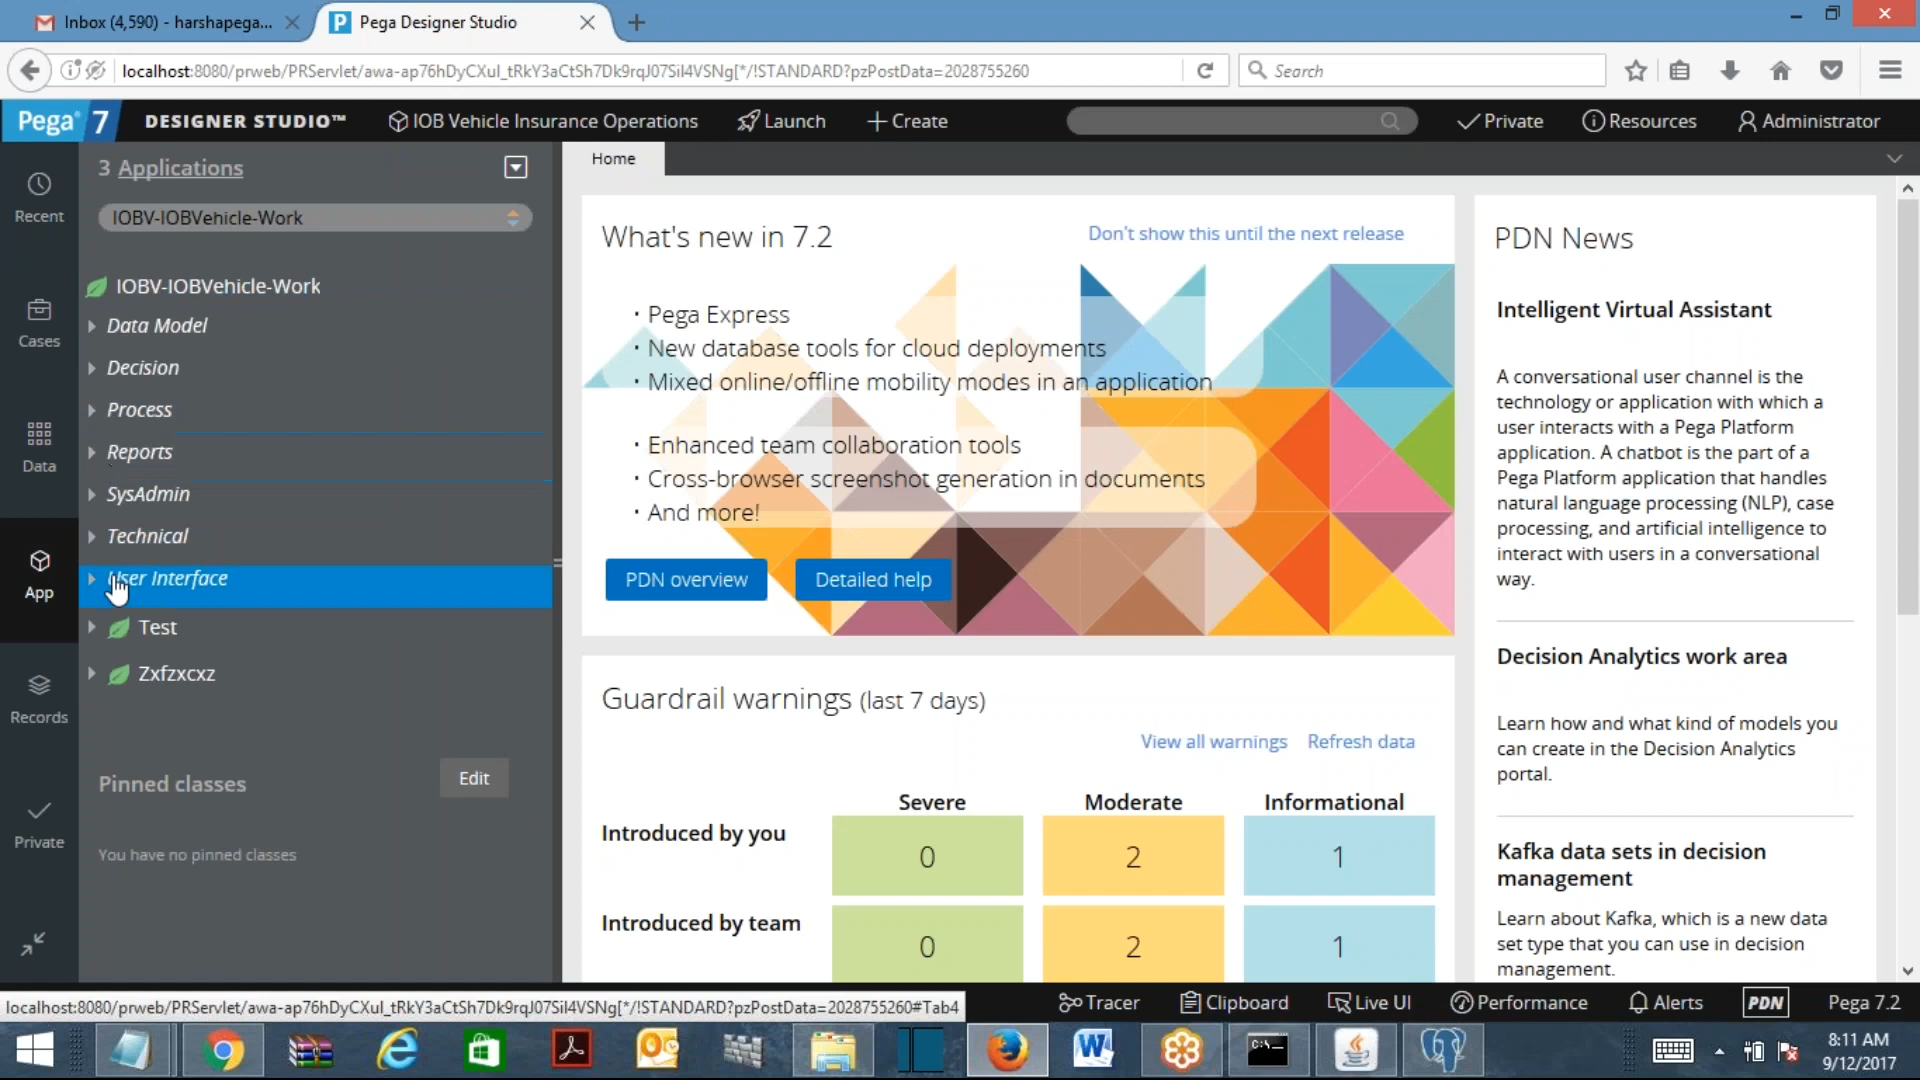 Inbox (4,590) - harshapega...
Pega Designer Studio
localhost:8080/prweb/PRServlet/awa-ap76hDyCXuI_tRkY3aCtSh7Dk9rqJ07SiI4VSNg[*/!STANDARD?pzPostData=2028755260
Search
Pega 7
DESIGNER STUDIO™
IOB Vehicle Insurance Operations
Launch
Create
Private
Resources
Administrator
Recent
Cases
Data
App
Records
Private
3 Applications
IOBV-IOBVehicle-Work
IOBV-IOBVehicle-Work
Data Model
Decision
Process
Reports
SysAdmin
Technical
User Interface
Test
Zxfzxcxz
Pinned classes
Edit
You have no pinned classes
Home
What's new in 7.2
Don't show this until the next release
· Pega Express
· New database tools for cloud deployments
· Mixed online/offline mobility modes in an application
· Enhanced team collaboration tools
· Cross-browser screenshot generation in documents
· And more!
PDN overview
Detailed help
Guardrail warnings (last 7 days)
View all warnings
Refresh data
Severe Moderate Informational
Introduced by you 0 2 1
Introduced by team 0 2 1
PDN News
Intelligent Virtual Assistant
A conversational user channel is the
technology or application with which a
user interacts with a Pega Platform
application. A chatbot is the part of a
Pega Platform application that handles
natural language processing (NLP), case
processing, and artificial intelligence to
interact with users in a conversational
way.
Decision Analytics work area
Learn how and what kind of models you
can create in the Decision Analytics
portal.
Kafka data sets in decision
management
Learn about Kafka, which is a new data
set type that you can use in decision
management.
localhost:8080/prweb/PRServlet/awa-ap76hDyCXuI_tRkY3aCtSh7Dk9rqJ07SiI4VSNg[*/!STANDARD?pzPostData=2028755260#Tab4
Tracer
Clipboard
Live UI
Performance
Alerts
PDN
Pega 7.2
8:11 AM
9/12/2017